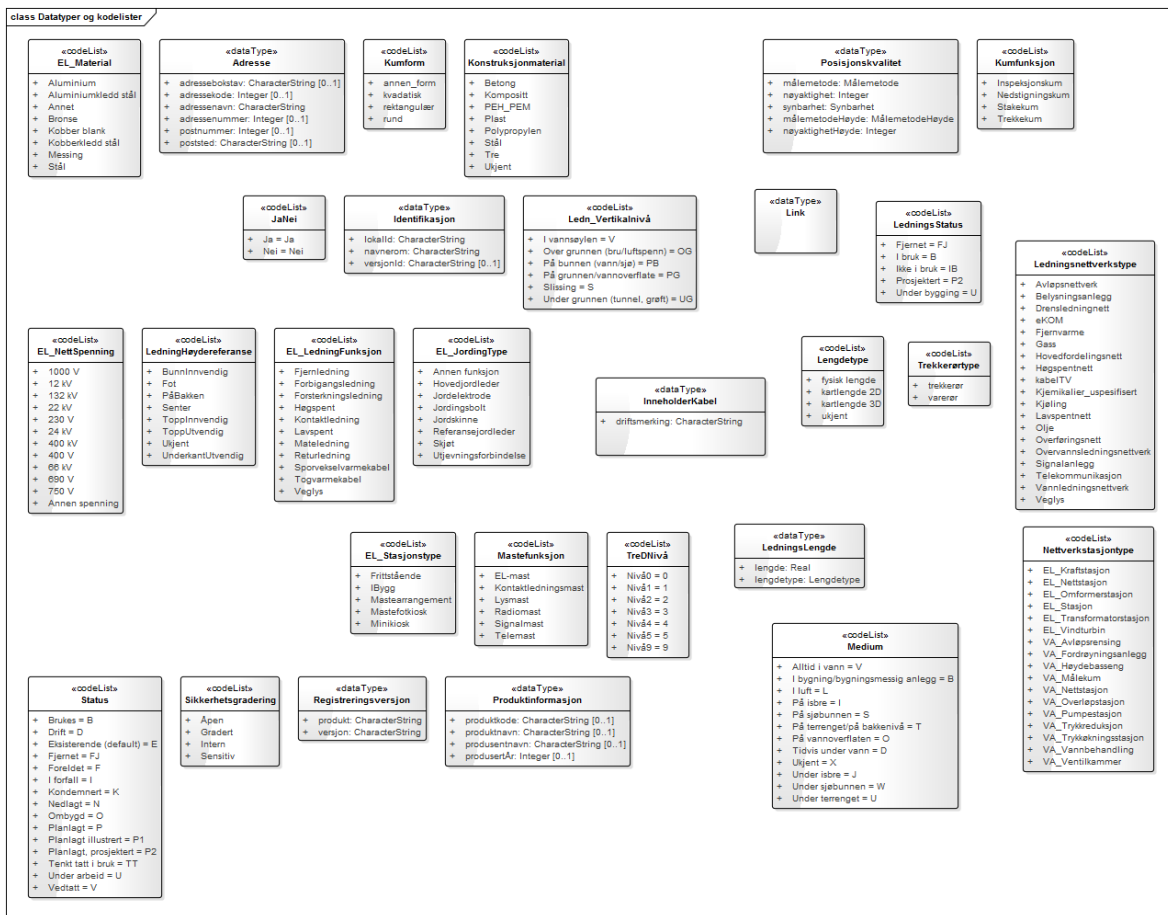 class Datatyper og kodelister
«codeList»
EL_Material
+ Aluminium
+ Aluminiumkledd stål
+ Annet
+ Bronse
+ Kobber blank
+ Kobberkledd stål
+ Messing
+ Stål
«dataType»
Adresse
+ adressebokstav: CharacterString [0..1]
+ adressekode: Integer [0..1]
+ adressenavn: CharacterString
+ adressenummer: Integer [0..1]
+ postnummer: Integer [0..1]
+ poststed: CharacterString [0..1]
«codeList»
Kumform
+ annen_form
+ kvadatisk
+ rektangulær
+ rund
«codeList»
Konstruksjonmaterial
+ Betong
+ Kompositt
+ PEH_PEM
+ Plast
+ Polypropylen
+ Stål
+ Tre
+ Ukjent
«dataType»
Posisjonskvalitet
+ målemetode: Målemetode
+ nøyaktighet: Integer
+ synbarhet: Synbarhet
+ målemetodeHøyde: MålemetodeHøyde
+ nøyaktighetHøyde: Integer
«codeList»
Kumfunksjon
+ Inspeksjonskum
+ Nedstigningskum
+ Stakekum
+ Trekkekum
«codeList»
JaNei
+ Ja = Ja
+ Nei = Nei
«dataType»
Identifikasjon
+ lokalId: CharacterString
+ navnerom: CharacterString
+ versjonId: CharacterString [0..1]
«codeList»
Ledn_Vertikalnivå
+ I vannsøylen = V
+ Over grunnen (bru/luftspenn) = OG
+ På bunnen (vann/sjø) = PB
+ På grunnen/vannoverflate = PG
+ Slissing = S
+ Under grunnen (tunnel, grøft) = UG
«dataType»
Link
«codeList»
LedningsStatus
+ Fjernet = FJ
+ I bruk = B
+ Ikke i bruk = IB
+ Prosjektert = P2
+ Under bygging = U
«codeList»
Ledningsnettverkstype
+ Avløpsnettverk
+ Belysningsanlegg
+ Drensledningnett
+ eKOM
+ Fjernvarme
+ Gass
+ Hovedfordelingsnett
+ Høgspentnett
+ kabelTV
+ Kjemikalier_uspesifisert
+ Kjøling
+ Lavspentnett
+ Olje
+ Overføringsnett
+ Overvannsledningsnettverk
+ Signalanlegg
+ Telekommunikasjon
+ Vannledningsnettverk
+ Veglys
«codeList»
EL_NettSpenning
+ 1000 V
+ 12 kV
+ 132 kV
+ 22 kV
+ 230 V
+ 24 kV
+ 400 kV
+ 400 V
+ 66 kV
+ 690 V
+ 750 V
+ Annen spenning
«codeList»
LedningHøydereferanse
+ BunnInnvendig
+ Fot
+ PåBakken
+ Senter
+ ToppInnvendig
+ ToppUtvendig
+ Ukjent
+ UnderkantUtvendig
«codeList»
EL_LedningFunksjon
+ Fjernledning
+ Forbigangsledning
+ Forsterkningsledning
+ Høgspent
+ Kontaktledning
+ Lavspent
+ Mateledning
+ Returledning
+ Sporvekselvarmekabel
+ Togvarmekabel
+ Veglys
«codeList»
EL_JordingType
+ Annen funksjon
+ Hovedjordleder
+ Jordelektrode
+ Jordingsbolt
+ Jordskinne
+ Referansejordleder
+ Skjøt
+ Utjevningsforbindelse
«dataType»
InneholderKabel
+ driftsmerking: CharacterString
«codeList»
Lengdetype
+ fysisk lengde
+ kartlengde 2D
+ kartlengde 3D
+ ukjent
«codeList»
Trekkerørtype
+ trekkerør
+ varerør
«codeList»
EL_Stasjonstype
+ Frittstående
+ IBygg
+ Mastearrangement
+ Mastefotkiosk
+ Minikiosk
«codeList»
Mastefunksjon
+ EL-mast
+ Kontaktledningsmast
+ Lysmast
+ Radiomast
+ Signalmast
+ Telemast
«codeList»
TreDNivå
+ Nivå0 = 0
+ Nivå1 = 1
+ Nivå2 = 2
+ Nivå3 = 3
+ Nivå4 = 4
+ Nivå5 = 5
+ Nivå9 = 9
«dataType»
LedningsLengde
+ lengde: Real
+ lengdetype: Lengdetype
«codeList»
Nettverkstasjontype
+ EL_Kraftstasjon
+ EL_Nettstasjon
+ EL_Omformerstasjon
+ EL_Stasjon
+ EL_Transformatorstasjon
+ EL_Vindturbin
+ VA_Avløpsrensing
+ VA_Fordrøyningsanlegg
+ VA_Høydebasseng
+ VA_Målekum
+ VA_Nettstasjon
+ VA_Overløpstasjon
+ VA_Pumpestasjon
+ VA_Trykkreduksjon
+ VA_Trykkøkningsstasjon
+ VA_Vannbehandling
+ VA_Ventilkammer
«codeList»
Medium
+ Alltid i vann = V
+ I bygning/bygningsmessig anlegg = B
+ I luft = L
+ På isbre = I
+ På sjøbunnen = S
+ På terrenget/på bakkenivå = T
+ På vannoverflaten = O
+ Tidvis under vann = D
+ Ukjent = X
+ Under isbre = J
+ Under sjøbunnen = W
+ Under terrenget = U
«codeList»
Status
+ Brukes = B
+ Drift = D
+ Eksisterende (default) = E
+ Fjernet = FJ
+ Foreldet = F
+ I forfall = I
+ Kondemnert = K
+ Nedlagt = N
+ Ombygd = O
+ Planlagt = P
+ Planlagt illustrert = P1
+ Planlagt, prosjektert = P2
+ Tenkt tatt i bruk = TT
+ Under arbeid = U
+ Vedtatt = V
«codeList»
Sikkerhetsgradering
+ Åpen
+ Gradert
+ Intern
+ Sensitiv
«dataType»
Registreringsversjon
+ produkt: CharacterString
+ versjon: CharacterString
«dataType»
Produktinformasjon
+ produktkode: CharacterString [0..1]
+ produktnavn: CharacterString [0..1]
+ produsentnavn: CharacterString [0..1]
+ produsertÅr: Integer [0..1]